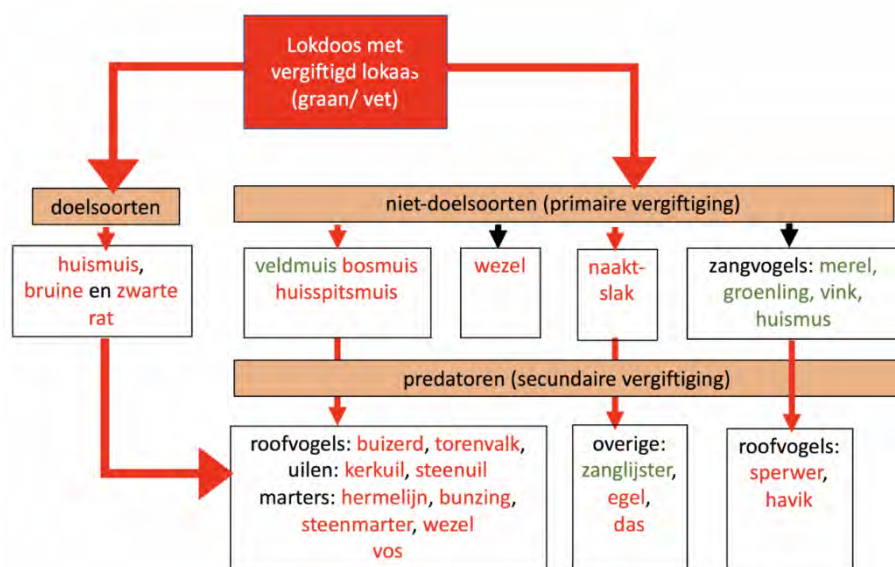 Lokdoos met
vergiftigd lokaas
(graan/ vet)
doelsoorten
niet-doelsoorten (primaire vergiftiging)
huismuis,
bruine en zwarte
rat
veldmuis bosmuis
huisspitsmuis
wezel
naakt-
slak
zangvogels: merel,
groenling, vink,
huismus
predatoren (secundaire vergiftiging)
roofvogels: buizerd, torenvalk,
uilen: kerkuil, steenuil
marters: hermelijn, bunzing,
steenmarter, wezel
vos
overige:
zanglijster,
egel,
das
roofvogels:
sperwer,
havik